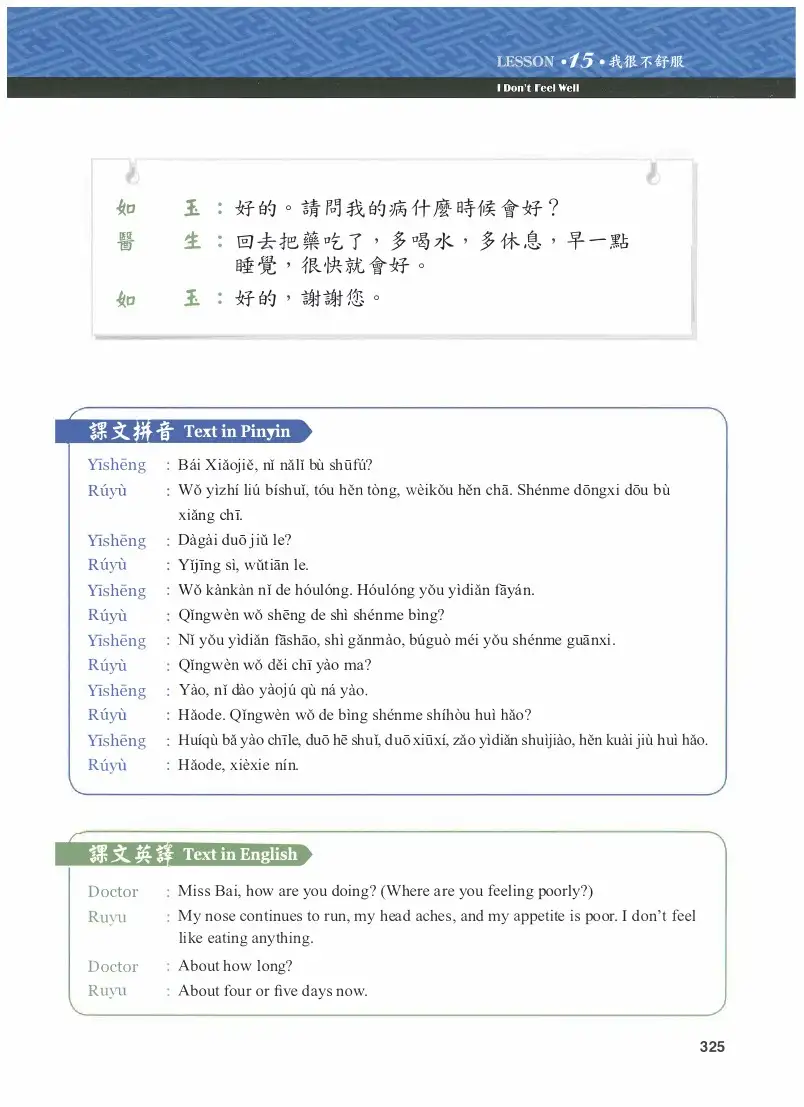 LESSON •15• 我很不舒服
I Don't Feel Well
如玉：好的。請問我的病什麼時候會好？
醫生：回去把藥吃了，多喝水，多休息，早一點
睡覺，很快就會好。
如玉：好的，謝謝您。
課文拼音 Text in Pinyin
Yīshēng : Bái Xiǎojiě, nǐ nǎlǐ bù shūfú?
Rúyù : Wǒ yìzhí liú bíshuǐ, tóu hěn tòng, wèikǒu hěn chā. Shénme dōngxi dōu bù
xiǎng chī.
Yīshēng : Dàgài duō jiǔ le?
Rúyù : Yǐjīng sì, wǔtiān le.
Yīshēng : Wǒ kànkàn nǐ de hóulóng. Hóulóng yǒu yìdiǎn fāyán.
Rúyù : Qǐngwèn wǒ shēng de shì shénme bìng?
Yīshēng : Nǐ yǒu yìdiǎn fāshāo, shì gǎnmào, búguò méi yǒu shénme guānxi.
Rúyù : Qǐngwèn wǒ děi chī yào ma?
Yīshēng : Yào, nǐ dào yàojú qù ná yào.
Rúyù : Hǎode. Qǐngwèn wǒ de bìng shénme shíhòu huì hǎo?
Yīshēng : Huíqù bǎ yào chīle, duō hē shuǐ, duō xiūxí, zǎo yìdiǎn shuìjiào, hěn kuài jiù huì hǎo.
Rúyù : Hǎode, xièxie nín.
課文英譯 Text in English
Doctor : Miss Bai, how are you doing? (Where are you feeling poorly?)
Ruyu : My nose continues to run, my head aches, and my appetite is poor. I don't feel
like eating anything.
Doctor : About how long?
Ruyu : About four or five days now.
325